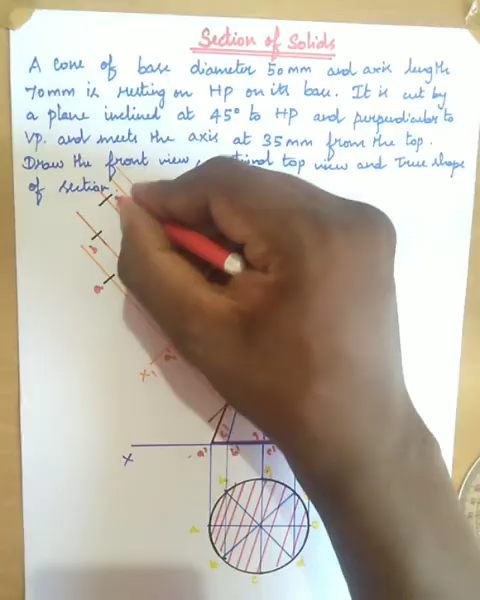 Section of Solids
A Cone of base diameter 50mm and axis length
70mm is resting on HP on its base. It is cut by
a plane inclined at 45° to HP and perpendicular to
VP. and meets the axis at 35mm from the top.
Draw the front view, top view and True shape
of section.
X
a'
b'
c'
X1
a
b
c
d